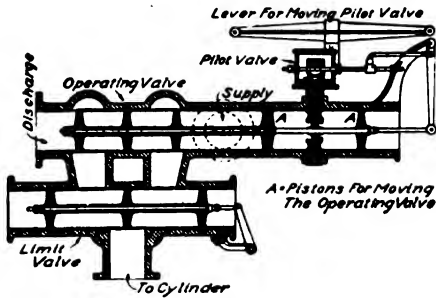 Lever For Moving Pilot Valve
Pilot Valve
Operating Valve
Supply
Discharge
A A
A=Pistons For Moving
The Operating Valve
Limit
Valve
To Cylinder